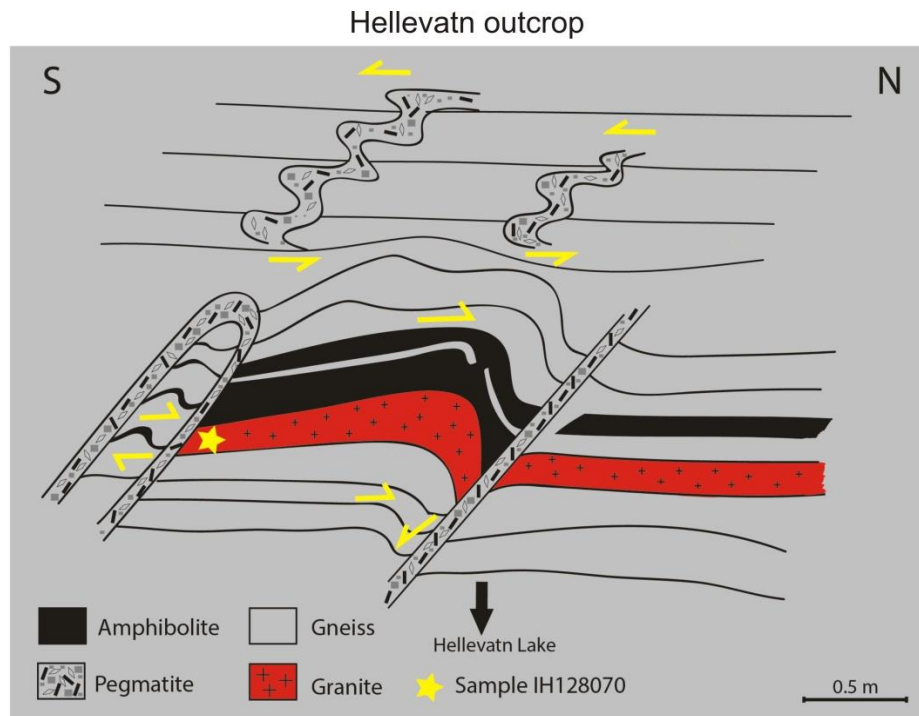 Hellevatn outcrop
S
N
Hellevatn Lake
Amphibolite
Gneiss
Pegmatite
Granite
Sample IH128070
0.5 m